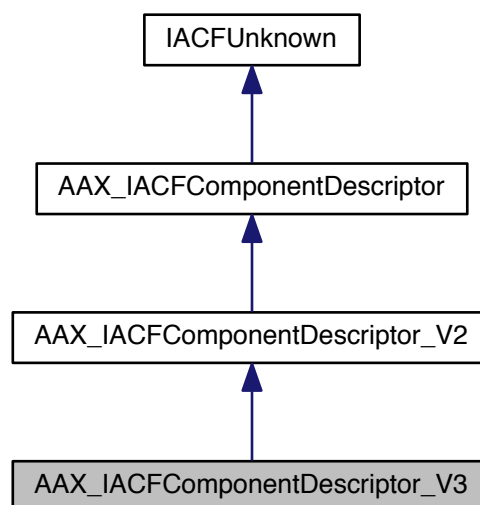 IACFUnknown
AAX_IACFComponentDescriptor
AAX_IACFComponentDescriptor_V2
AAX_IACFComponentDescriptor_V3